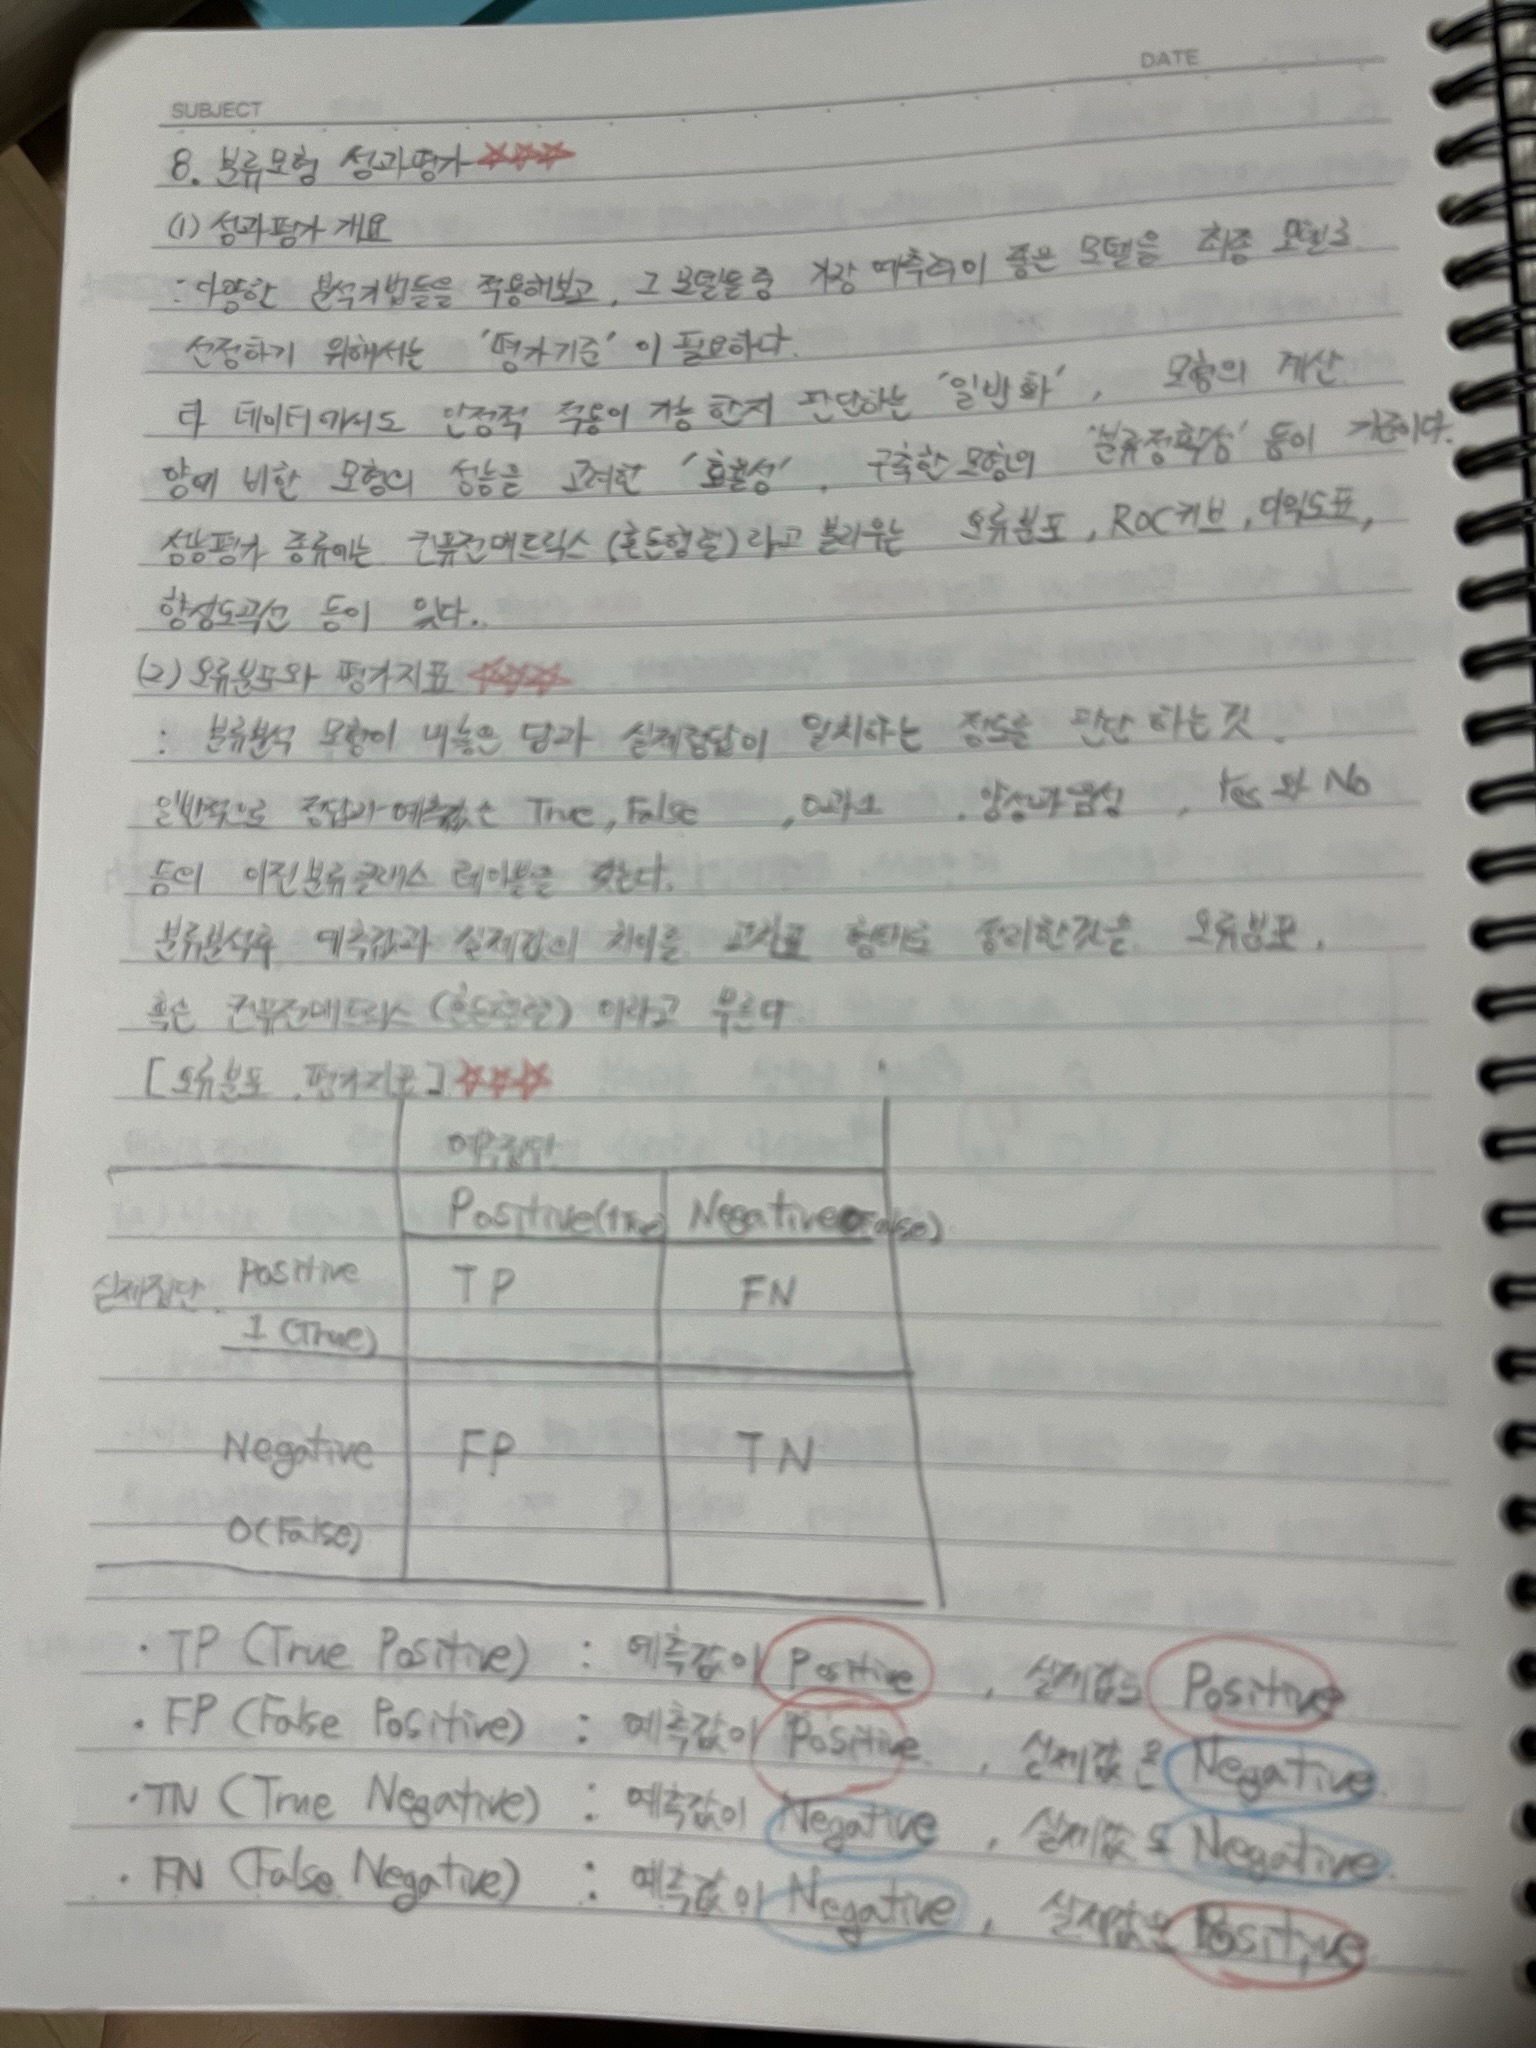 DATE
SUBJECT
8. 분류모형 성과평가 ☆☆☆
(1) 성과평가 개요
: 다양한 분석기법들을 적용해보고, 그 모델들 중 가장 예측력이 좋은 모델을 최종 모델로
선정하기 위해서는 '평가기준' 이 필요하다.
타 데이터에서도 안정적 적용이 가능한지 판단하는 '일반화', 모형의 계산
양에 비한 모형의 성능을 고려한 '효율성', 구축한 모형의 '분류정확성' 등이 기준이다.
성능평가 종류에는 컨퓨전매트릭스(혼돈행렬)라고 불리우는 오류분포, ROC커브, 이익도표,
향상도곡선 등이 있다.
(2) 오류분포와 평가지표 ☆☆☆
: 분류분석 모형이 내놓은 답과 실제정답이 일치하는 정도를 판단하는것.
일반적으로 정답과 예측값은 True, False , 0과1 , 양성과음성 , Yes 와 No
등의 이진분류클래스 레이블을 갖는다.
분류분석후 예측값과 실제값의 차이를 교차표 형태로 정리한것을 오류분포,
혹은 컨퓨전매트릭스(혼돈행렬) 이라고 부른다
[오류분포, 평가지표] ☆☆☆
예측집단
Positive(1True) Negative(0False)
실제집단 Positive TP FN
1 (True)
Negative FP TN
0(False)
· TP (True Positive) : 예측값이 Positive , 실제값도 Positive
· FP (False Positive) : 예측값이 Positive , 실제값은 Negative.
· TN (True Negative) : 예측값이 Negative , 실제값도 Negative.
· FN (False Negative) : 예측값이 Negative , 실제값은 Positive